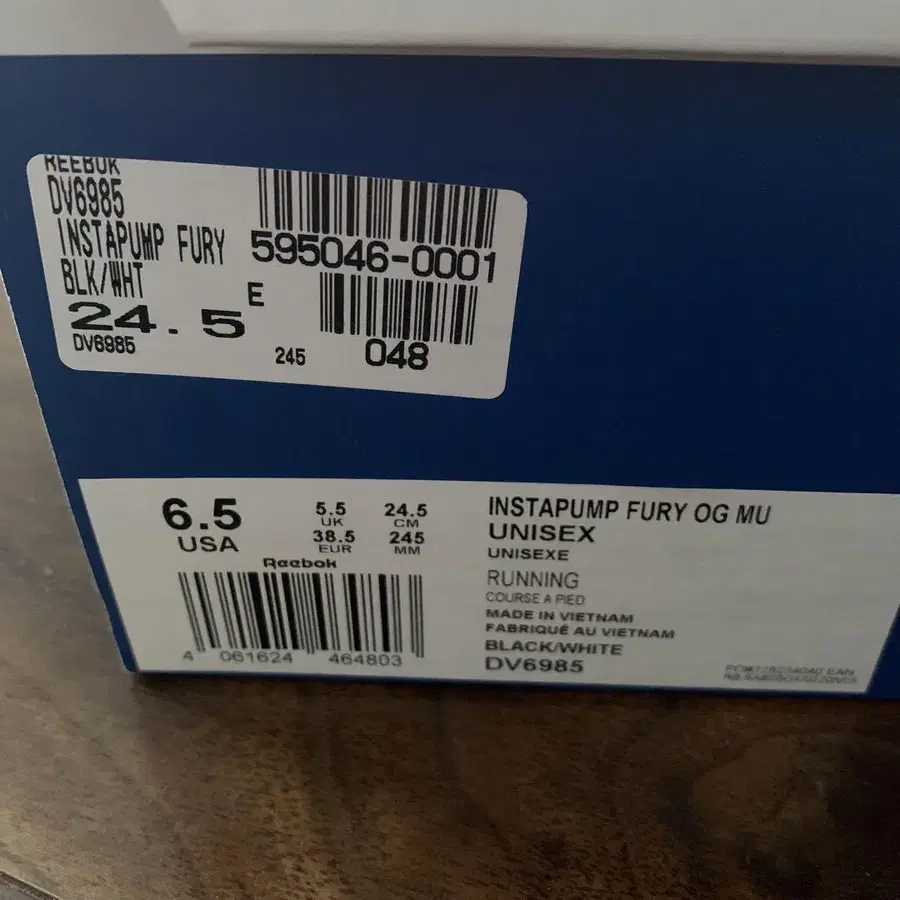 REEBOK
DV6985
INSTAPUMP FURY
BLK/WHT
595046-0001
E
24.5
DV6985
245
048
6.5
USA
5.5
UK
24.5
CM
38.5
EUR
245
MM
Reebok
4 061624 464803
INSTAPUMP FURY OG MU
UNISEX
UNISEXE
RUNNING
COURSE A PIED
MADE IN VIETNAM
FABRIQUÉ AU VIETNAM
BLACK/WHITE
DV6985
EAN